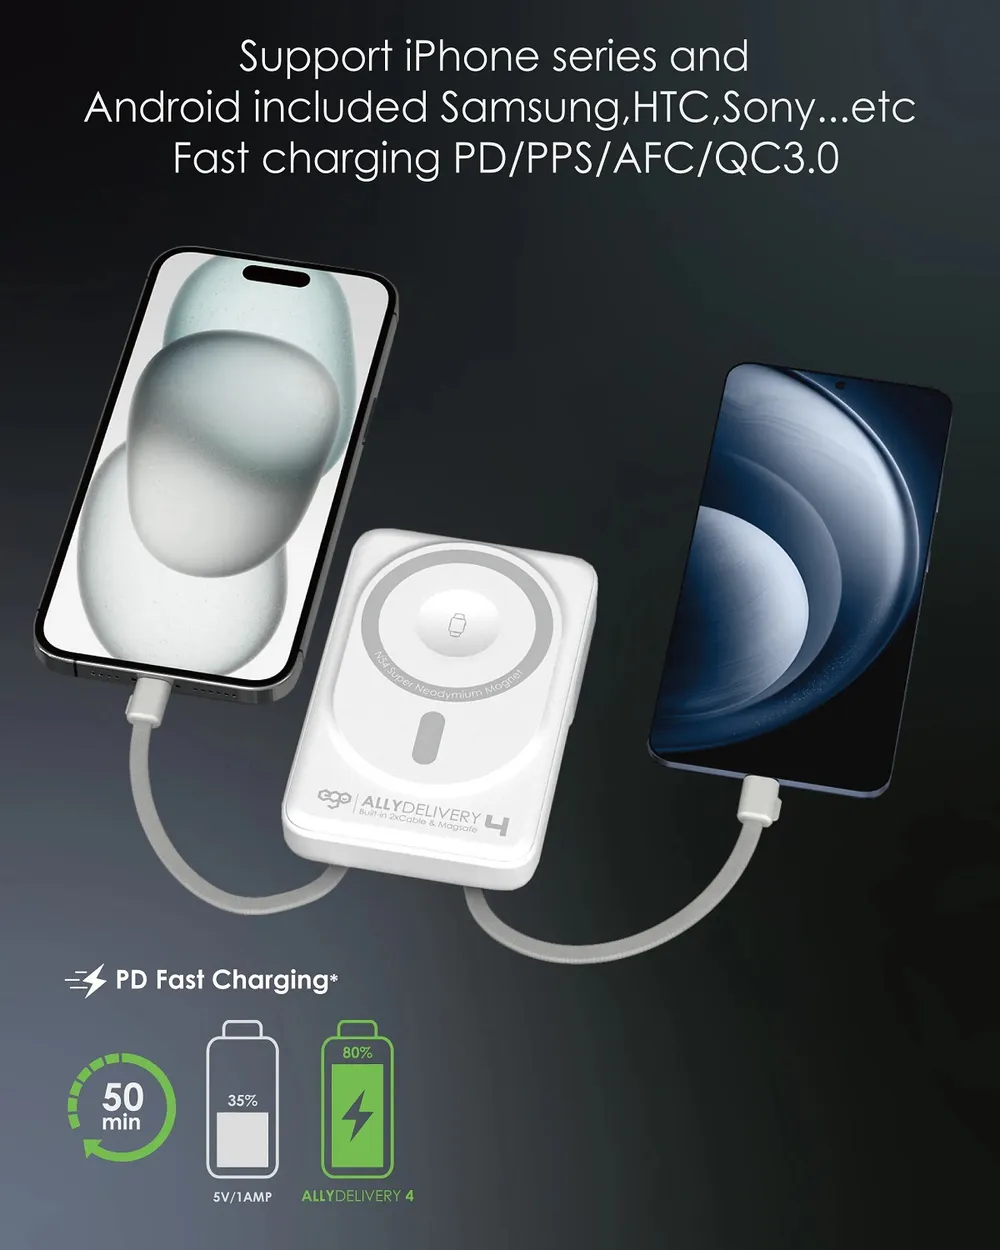 Support iPhone series and
Android included Samsung,HTC,Sony...etc
Fast charging PD/PPS/AFC/QC3.0
N54 Super Neodymium Magnet
ego | ALLYDELIVERY 4
Built-in 2xCable & Magsafe
PD Fast Charging*
50
min
35%
80%
5V/1AMP
ALLYDELIVERY 4